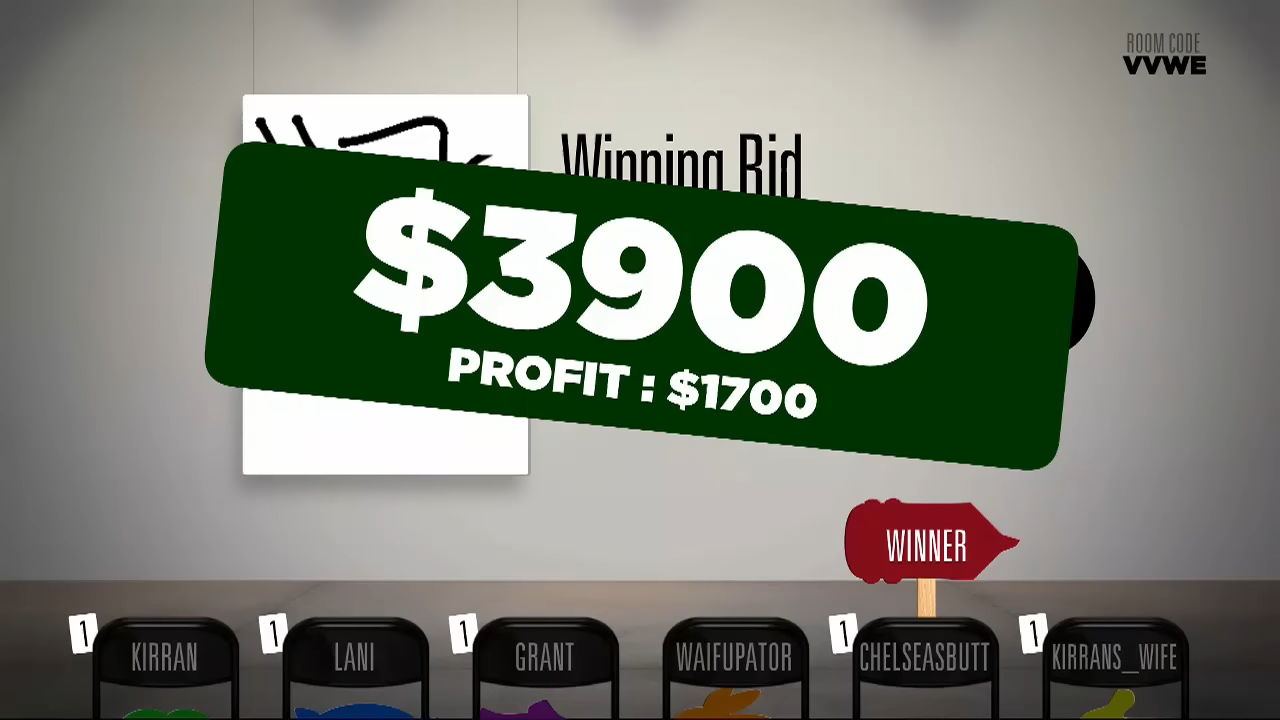 ROOM CODE
VVWE
Winning Bid
$3900
PROFIT : $1700
WINNER
1 KIRRAN
1 LANI
1 GRANT
WAIFUPATOR
1 CHELSEASBUTT
1 KIRRANS_WIFE